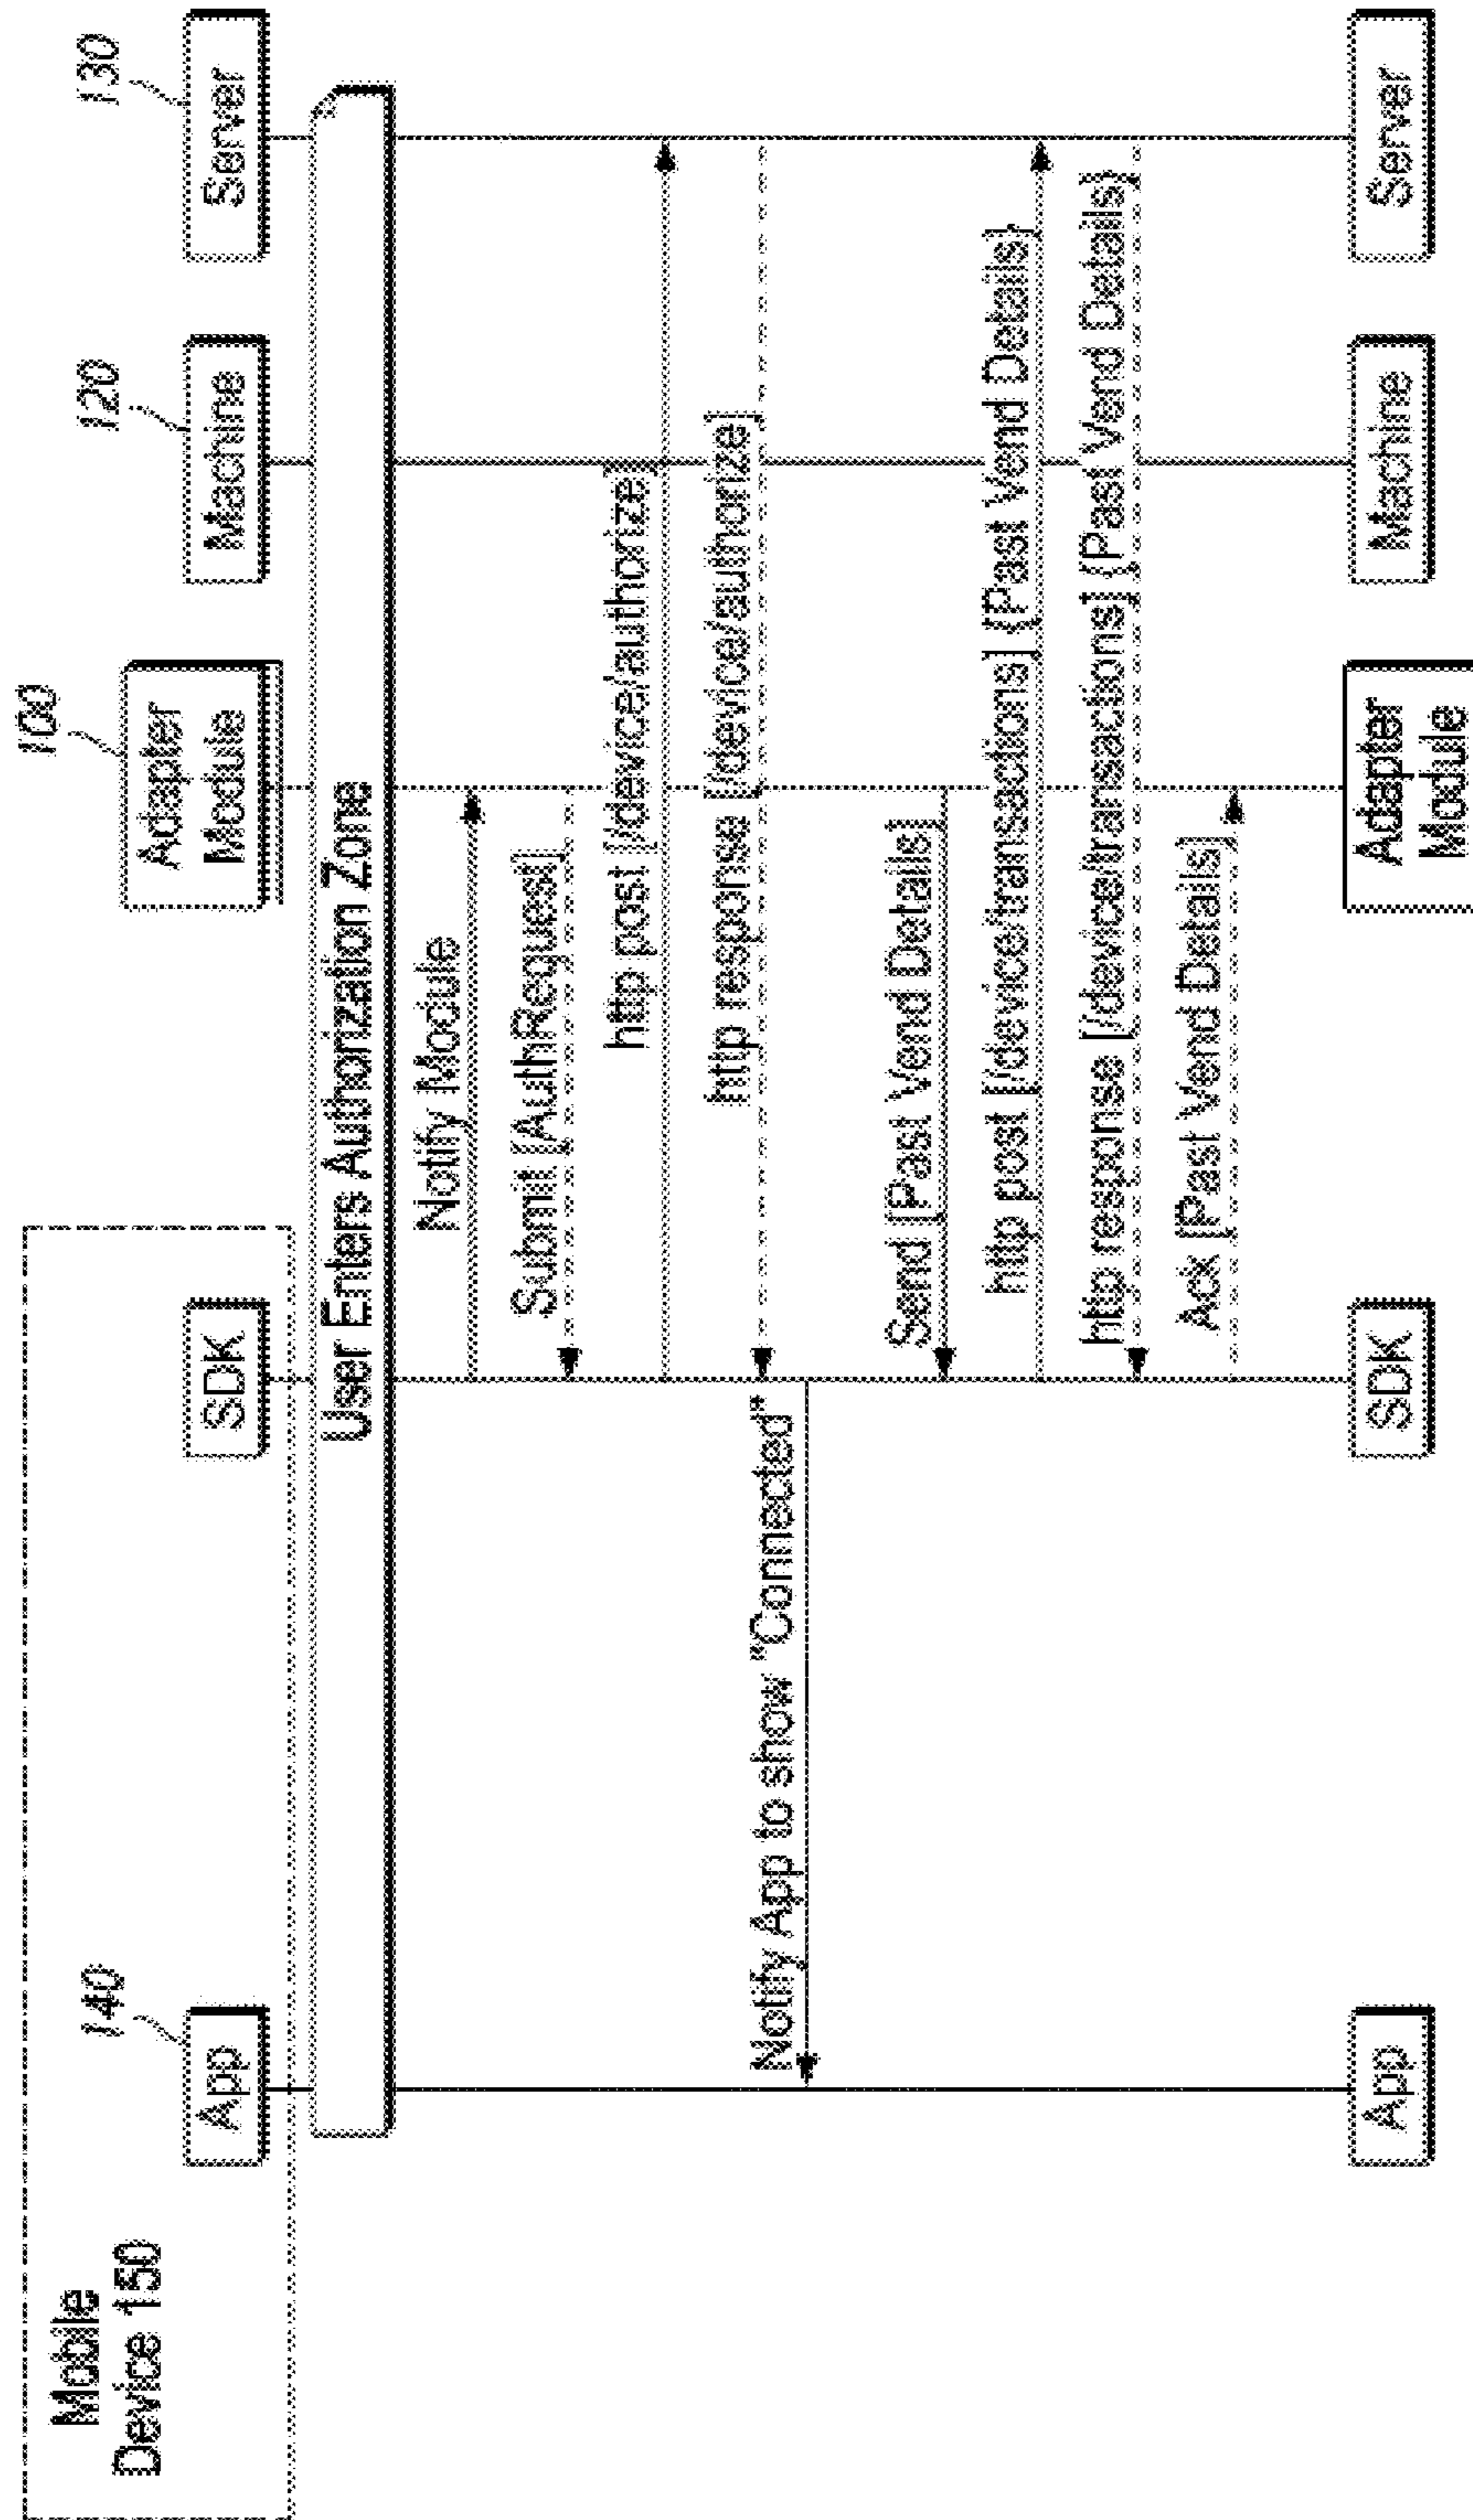 Mobile
Device 150
140
100
120
130
App
SDK
Adapter
Module
Machine
Server
User Enters Authorization Zone
Notify Module
Submit [AuthRequest]
http post [/device/authorize]
http response [/device/authorize]
Notify App to show "Connected"
Send [Past Vend Details]
http post [/device/transactions] {Past Vend Details},
http response [/device/transactions] {Past Vend Details}
Ack [Past Vend Details]
App
SDK
Adapter
Module
Machine
Server